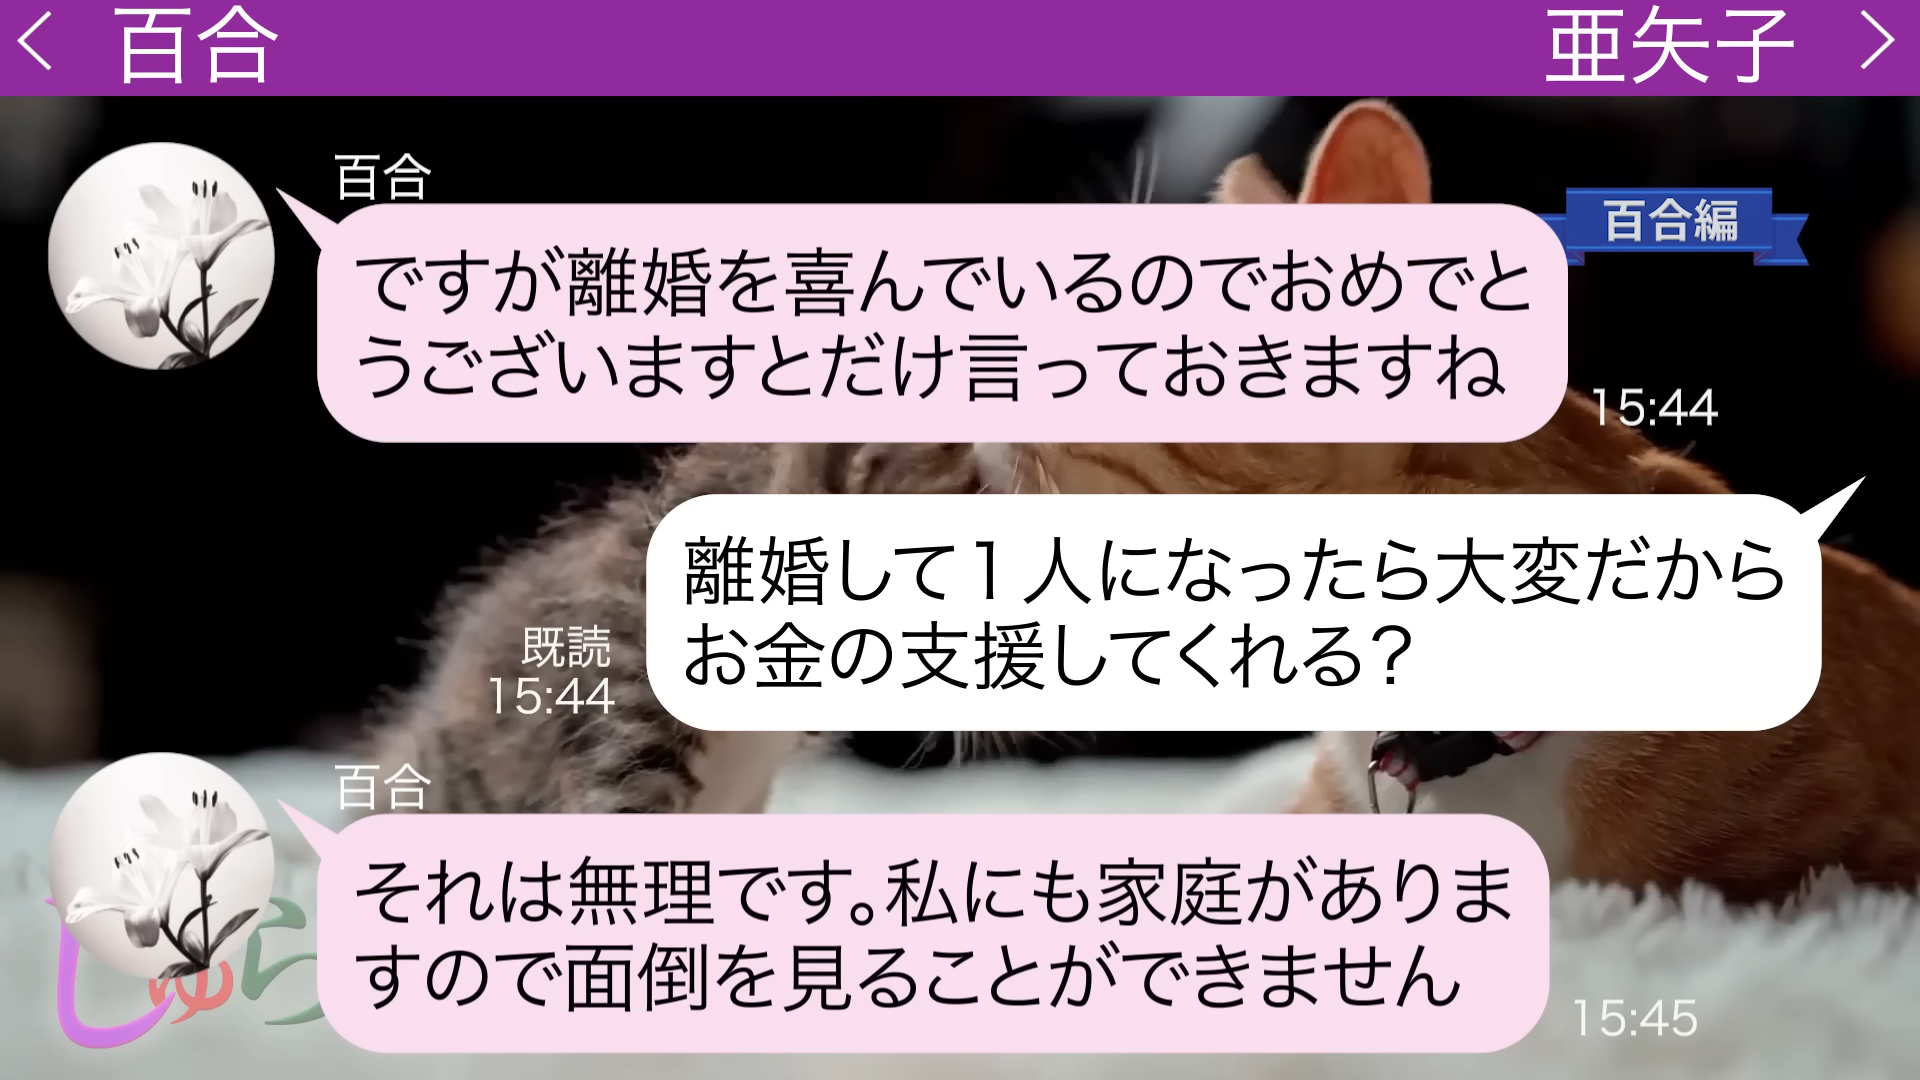 百合
亜矢子
百合
百合編
ですが離婚を喜んでいるのでおめでと
うございますとだけ言っておきますね
15:44
離婚して1人になったら大変だから
お金の支援してくれる?
既読
15:44
百合
それは無理です。私にも家庭がありま
すので面倒を見ることができません
15:45
しゅら